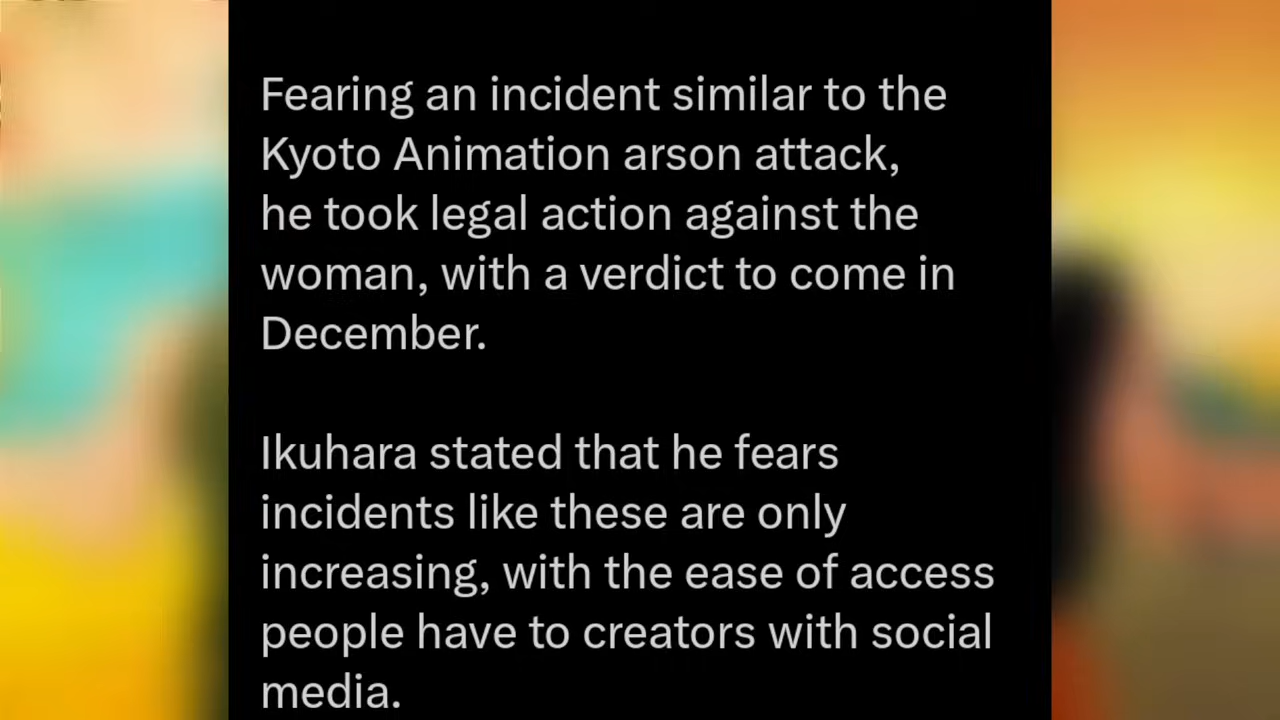 Fearing an incident similar to the
Kyoto Animation arson attack,
he took legal action against the
woman, with a verdict to come in
December.
Ikuhara stated that he fears
incidents like these are only
increasing, with the ease of access
people have to creators with social
media.